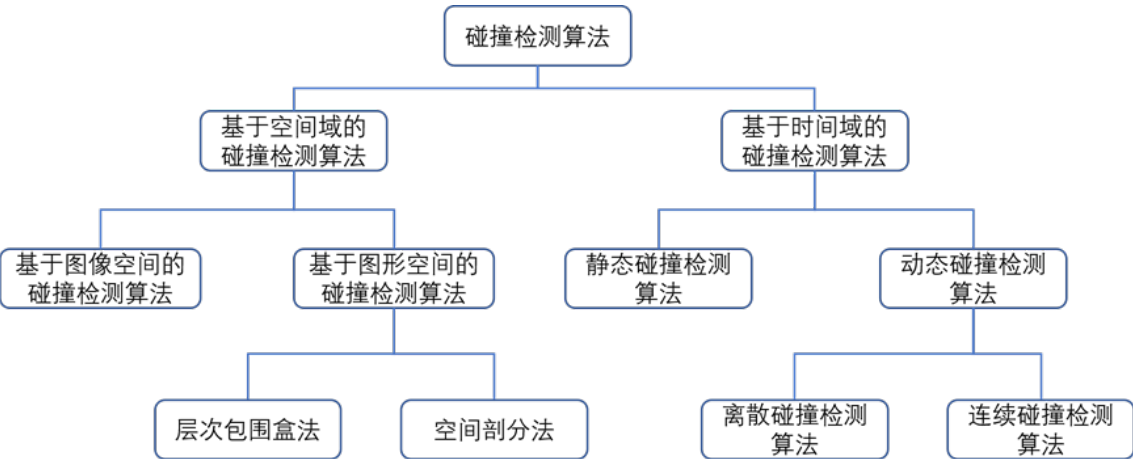 碰撞检测算法
基于空间域的
碰撞检测算法
基于时间域的
碰撞检测算法
基于图像空间的
碰撞检测算法
基于图形空间的
碰撞检测算法
静态碰撞检测
算法
动态碰撞检测
算法
层次包围盒法
空间剖分法
离散碰撞检测
算法
连续碰撞检测
算法